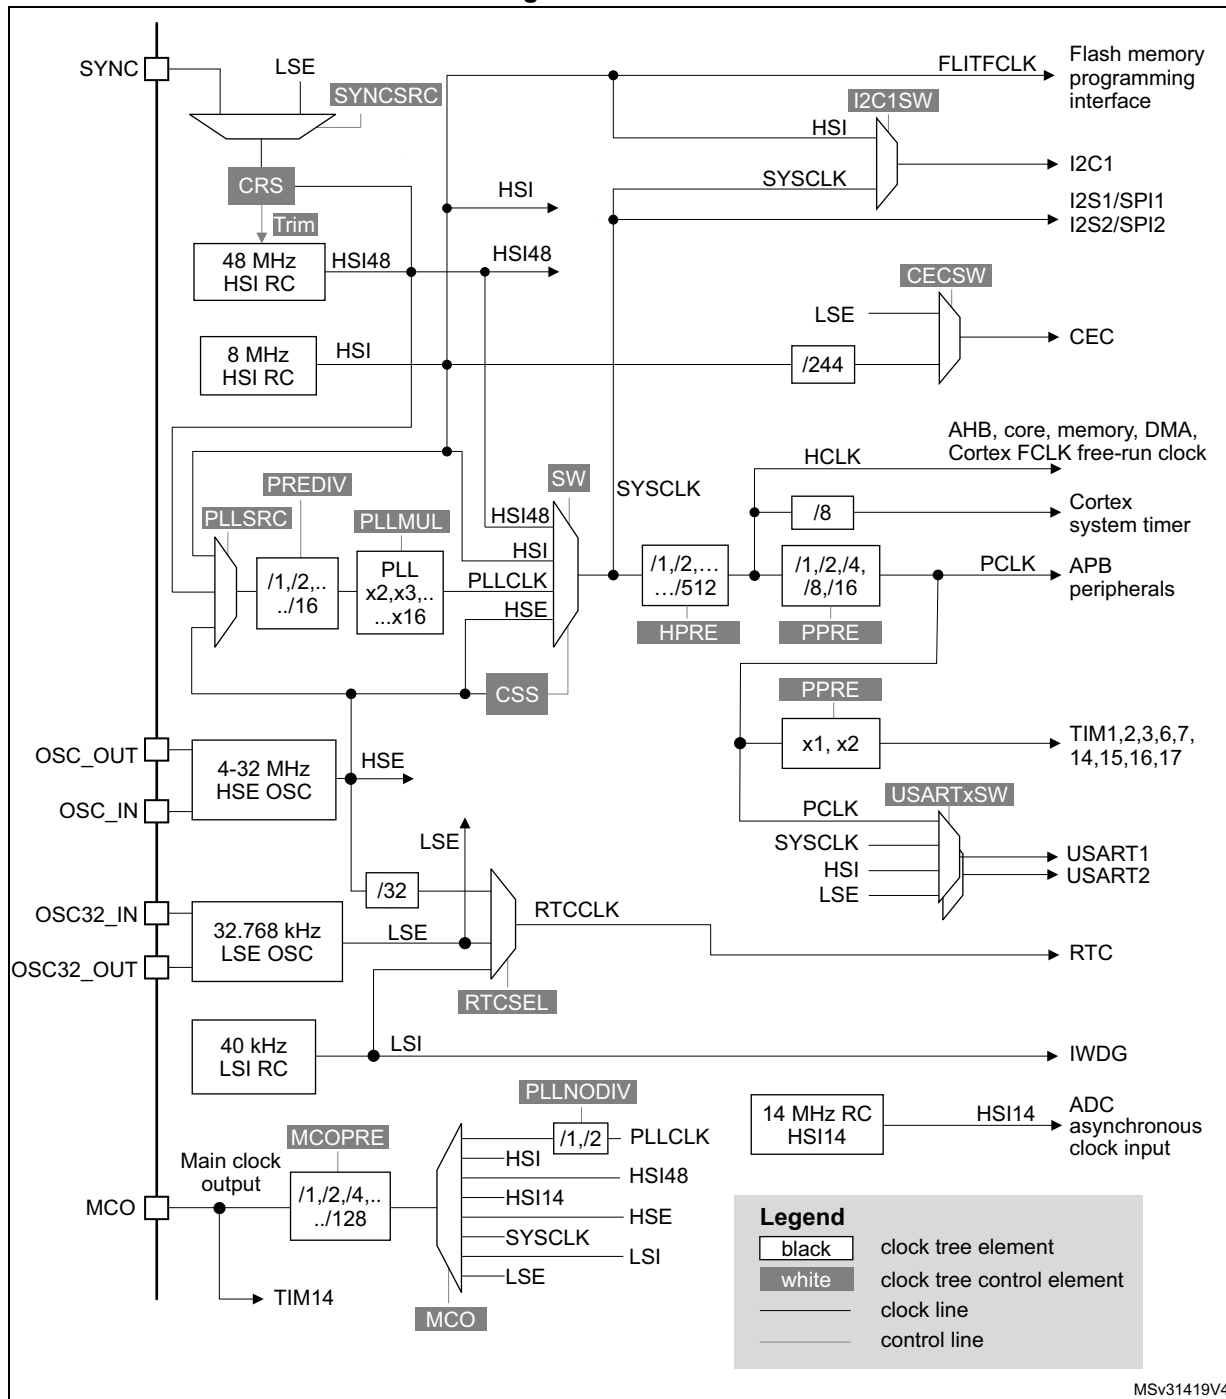 SYNC
LSE
SYNCSRC
CRS
Trim
48 MHz
HSI RC
HSI48
HSI
HSI48
8 MHz
HSI RC
HSI
FLITFCLK
Flash memory
programming
interface
I2C1SW
HSI
SYSCLK
I2C1
I2S1/SPI1
I2S2/SPI2
CECSW
LSE
/244
CEC
PLLSRC
PREDIV
/1,/2,..
../16
PLLMUL
PLL
x2,x3,..
...x16
SW
HSI48
HSI
PLLCLK
HSE
CSS
SYSCLK
/1,/2,...
.../512
HPRE
HCLK
AHB, core, memory, DMA,
Cortex FCLK free-run clock
/8
Cortex
system timer
/1,/2,/4,
/8,/16
PPRE
PCLK
APB
peripherals
PPRE
x1, x2
TIM1,2,3,6,7,
14,15,16,17
USARTxSW
PCLK
SYSCLK
HSI
LSE
USART1
USART2
OSC_OUT
OSC_IN
4-32 MHz
HSE OSC
HSE
LSE
/32
OSC32_IN
OSC32_OUT
32.768 kHz
LSE OSC
LSE
RTCCLK
RTC
RTCSEL
40 kHz
LSI RC
LSI
IWDG
PLLNODIV
/1,/2
PLLCLK
HSI
HSI48
HSI14
HSE
SYSCLK
LSI
LSE
MCO
MCOPRE
/1,/2,/4,..
../128
Main clock
output
MCO
TIM14
14 MHz RC
HSI14
HSI14
ADC
asynchronous
clock input
Legend
black
clock tree element
white
clock tree control element
clock line
control line
MSv31419V4